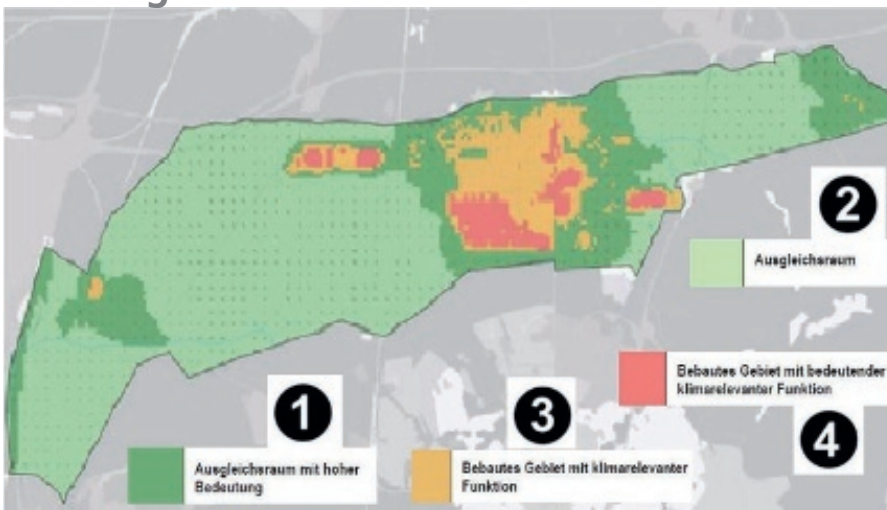 2
Ausgleichsraum
Bebautes Gebiet mit bedeutender
klimarelevanter Funktion
1
3
4
Ausgleichsraum mit hoher
Bedeutung
Bebautes Gebiet mit klimarelevanter
Funktion